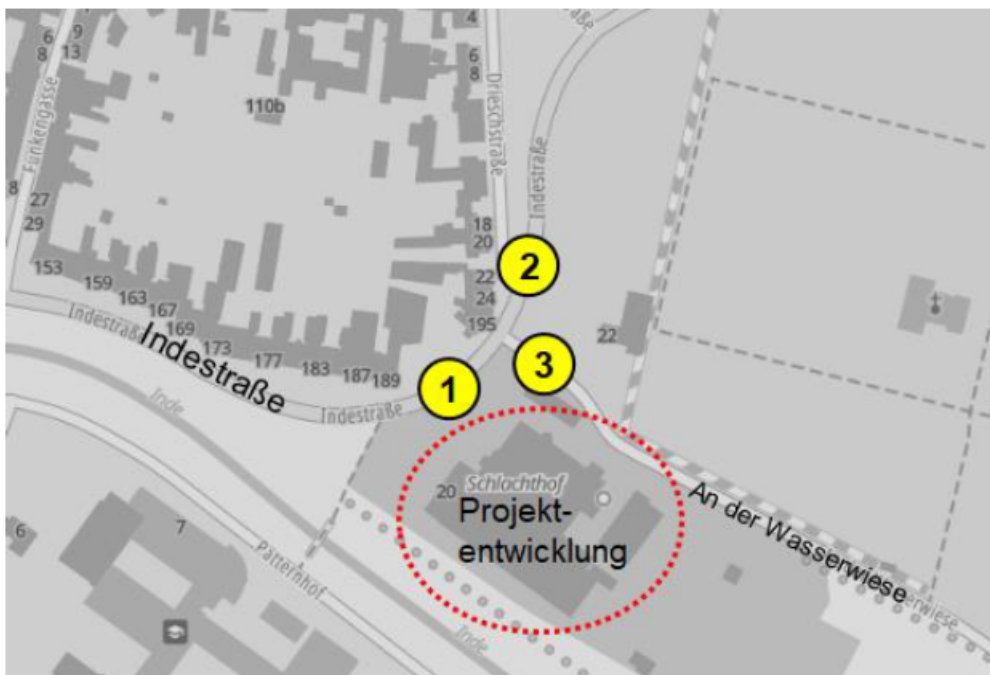 4
6
8
9
13
6
8
110b
Drieschstraße
Indestraße
Funkengasse
8
27
29
18
20
2
22
24
195
153
159
163
167
169
173
177
183
187
189
22
3
1
Indestraße
Indestraße
Indestraße
Inde
20
Schlachthof
Projekt-
entwicklung
An der Wasserwiese
6
7
Patternhof
Inde